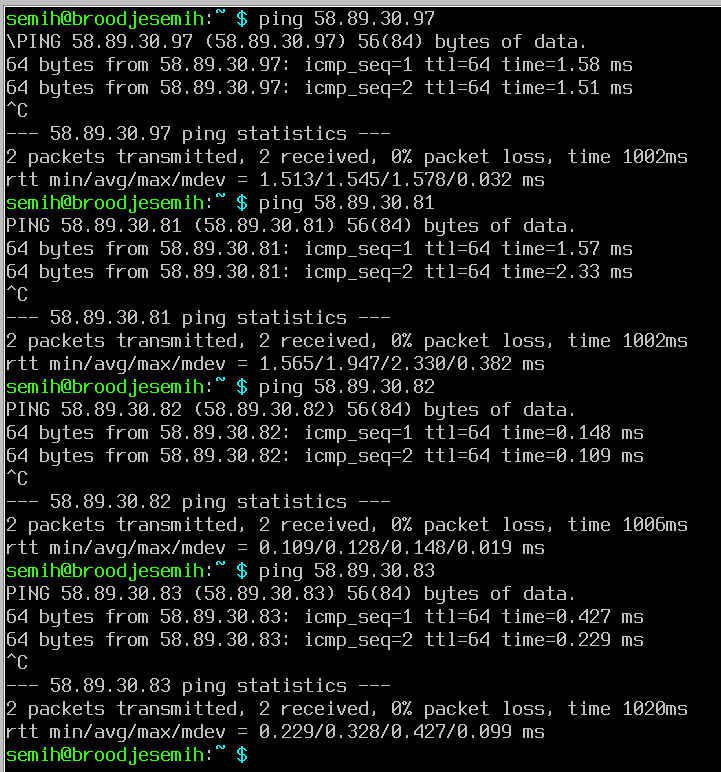 semih@broodjesemih:~ $ ping 58.89.30.97
\PING 58.89.30.97 (58.89.30.97) 56(84) bytes of data.
64 bytes from 58.89.30.97: icmp_seq=1 ttl=64 time=1.58 ms
64 bytes from 58.89.30.97: icmp_seq=2 ttl=64 time=1.51 ms
^C
--- 58.89.30.97 ping statistics ---
2 packets transmitted, 2 received, 0% packet loss, time 1002ms
rtt min/avg/max/mdev = 1.513/1.545/1.578/0.032 ms
semih@broodjesemih:~ $ ping 58.89.30.81
PING 58.89.30.81 (58.89.30.81) 56(84) bytes of data.
64 bytes from 58.89.30.81: icmp_seq=1 ttl=64 time=1.57 ms
64 bytes from 58.89.30.81: icmp_seq=2 ttl=64 time=2.33 ms
^C
--- 58.89.30.81 ping statistics ---
2 packets transmitted, 2 received, 0% packet loss, time 1002ms
rtt min/avg/max/mdev = 1.565/1.947/2.330/0.382 ms
semih@broodjesemih:~ $ ping 58.89.30.82
PING 58.89.30.82 (58.89.30.82) 56(84) bytes of data.
64 bytes from 58.89.30.82: icmp_seq=1 ttl=64 time=0.148 ms
64 bytes from 58.89.30.82: icmp_seq=2 ttl=64 time=0.109 ms
^C
--- 58.89.30.82 ping statistics ---
2 packets transmitted, 2 received, 0% packet loss, time 1006ms
rtt min/avg/max/mdev = 0.109/0.128/0.148/0.019 ms
semih@broodjesemih:~ $ ping 58.89.30.83
PING 58.89.30.83 (58.89.30.83) 56(84) bytes of data.
64 bytes from 58.89.30.83: icmp_seq=1 ttl=64 time=0.427 ms
64 bytes from 58.89.30.83: icmp_seq=2 ttl=64 time=0.229 ms
^C
--- 58.89.30.83 ping statistics ---
2 packets transmitted, 2 received, 0% packet loss, time 1020ms
rtt min/avg/max/mdev = 0.229/0.328/0.427/0.099 ms
semih@broodjesemih:~ $